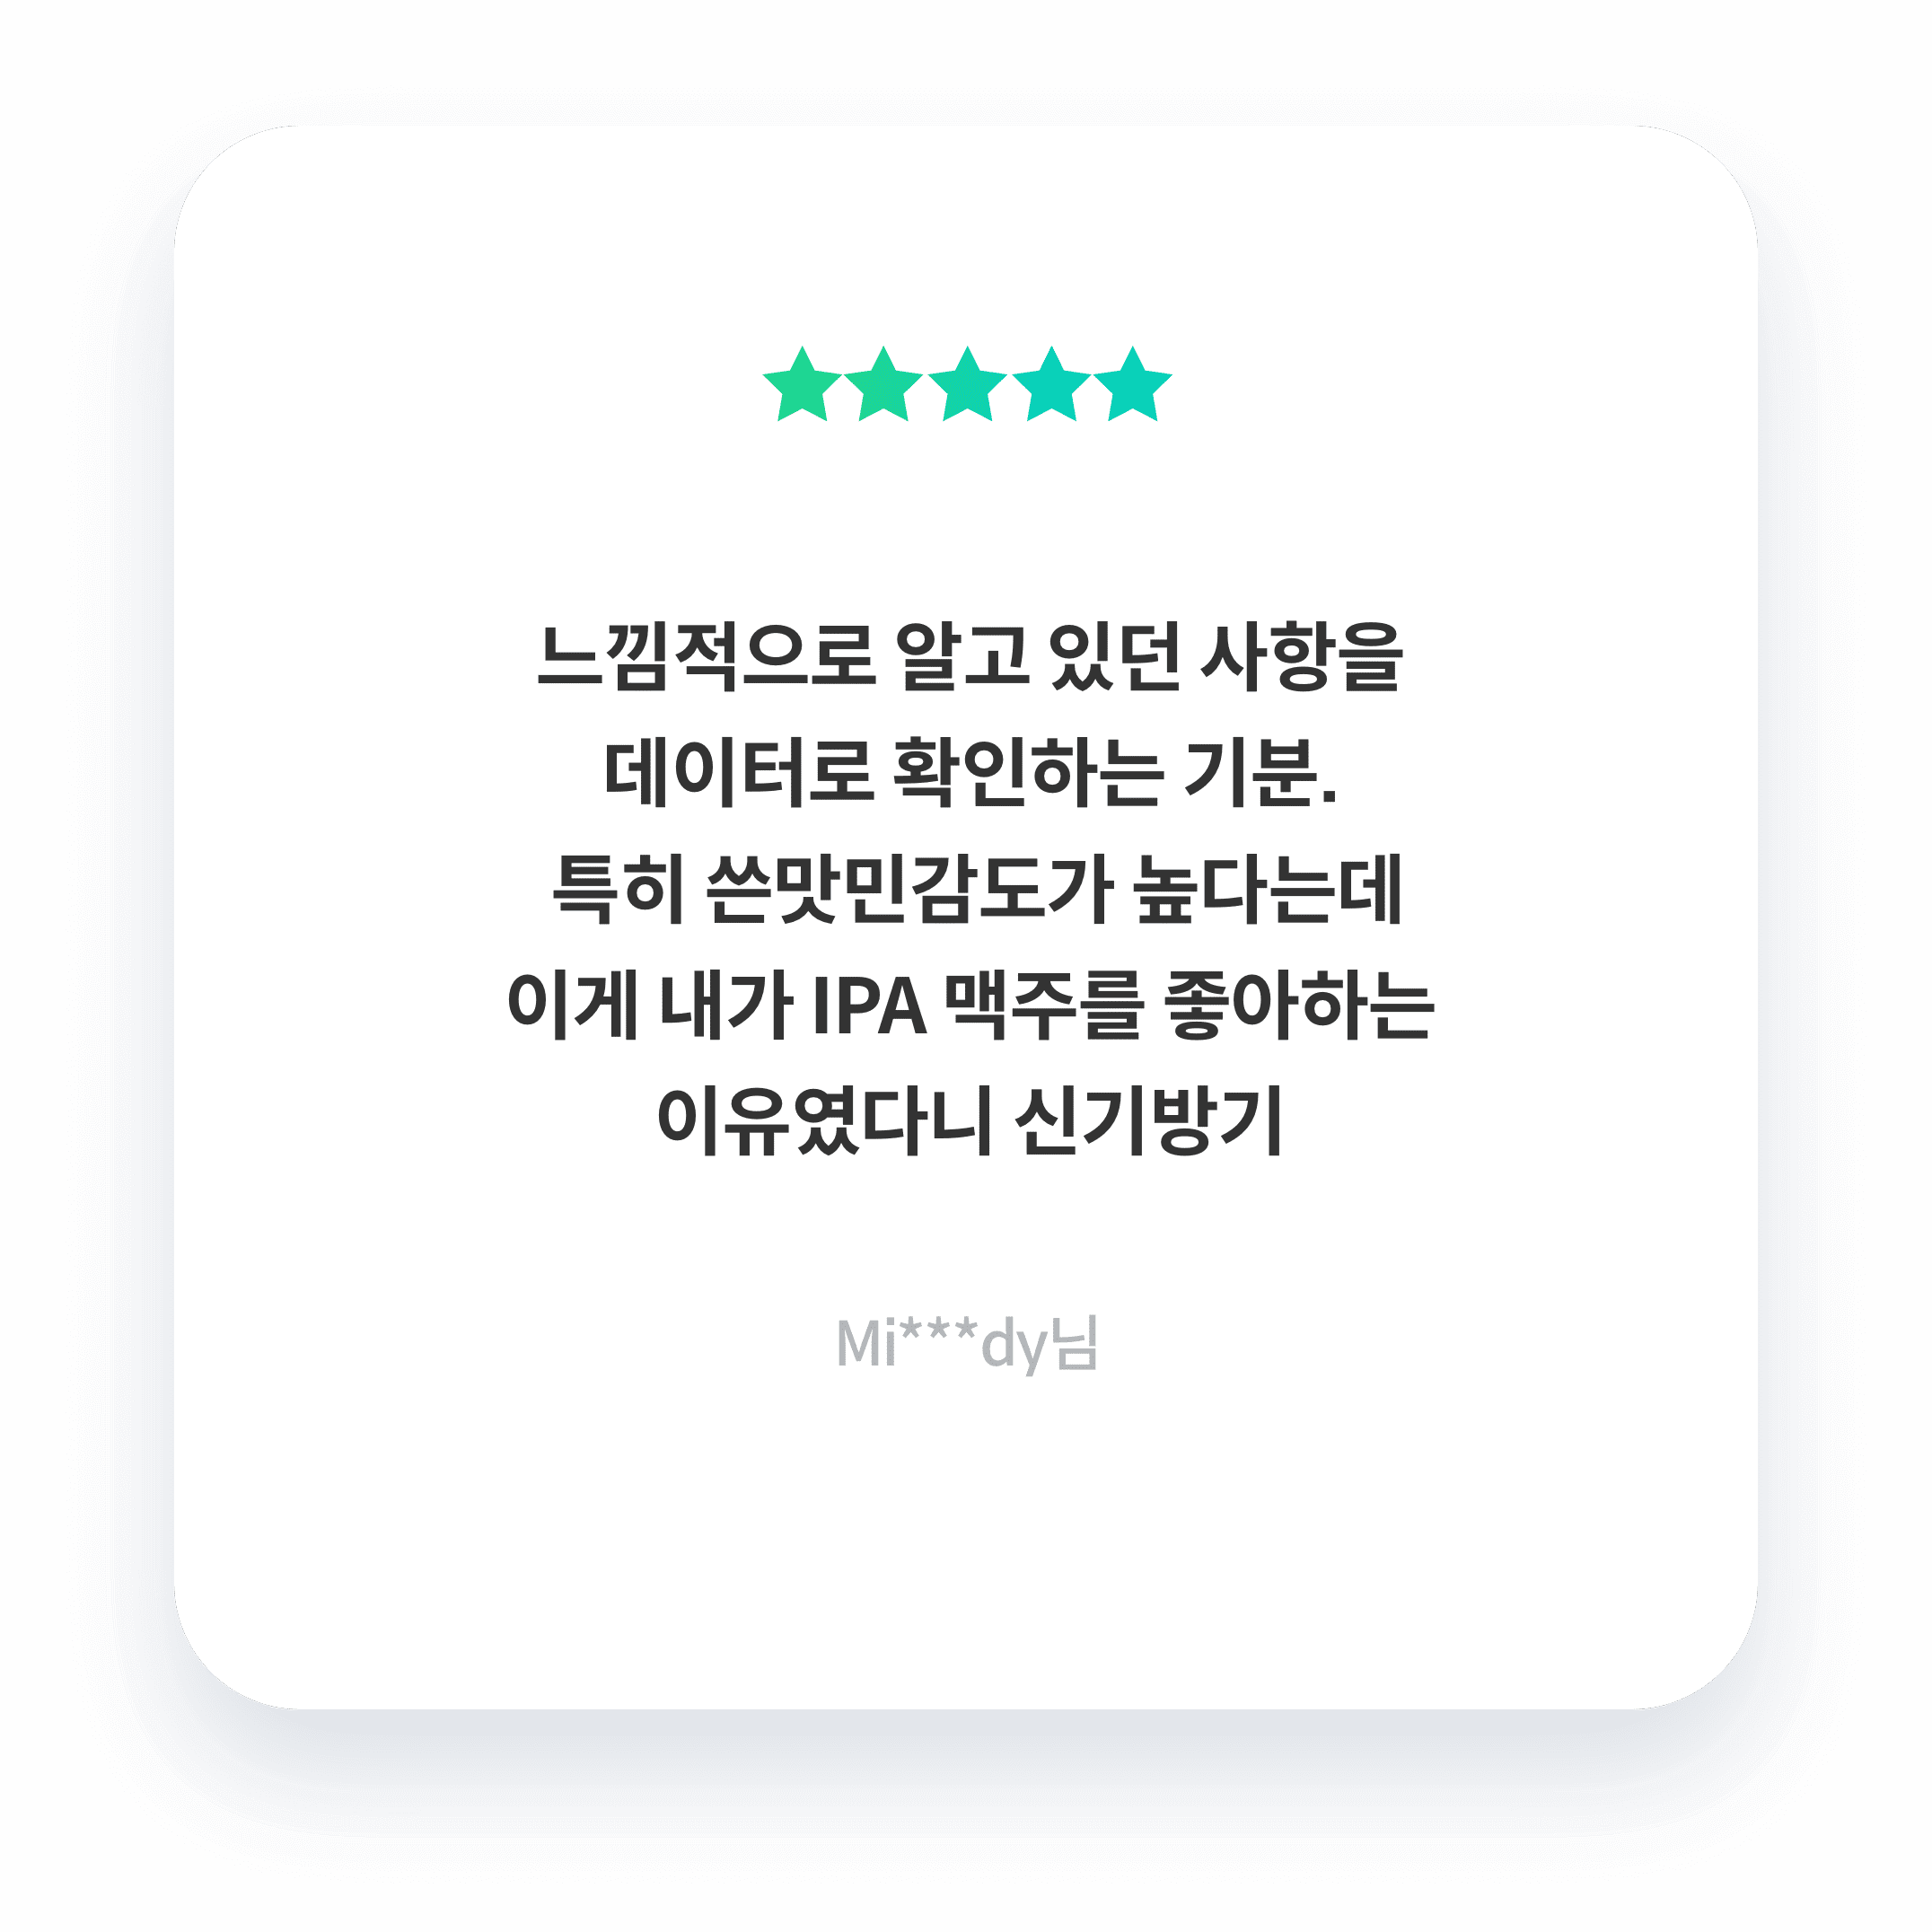 느낌적으로 알고 있던 사항을
데이터로 확인하는 기분.
특히 쓴맛민감도가 높다는데
이게 내가 IPA 맥주를 좋아하는
이유였다니 신기방기
Mi***dy님